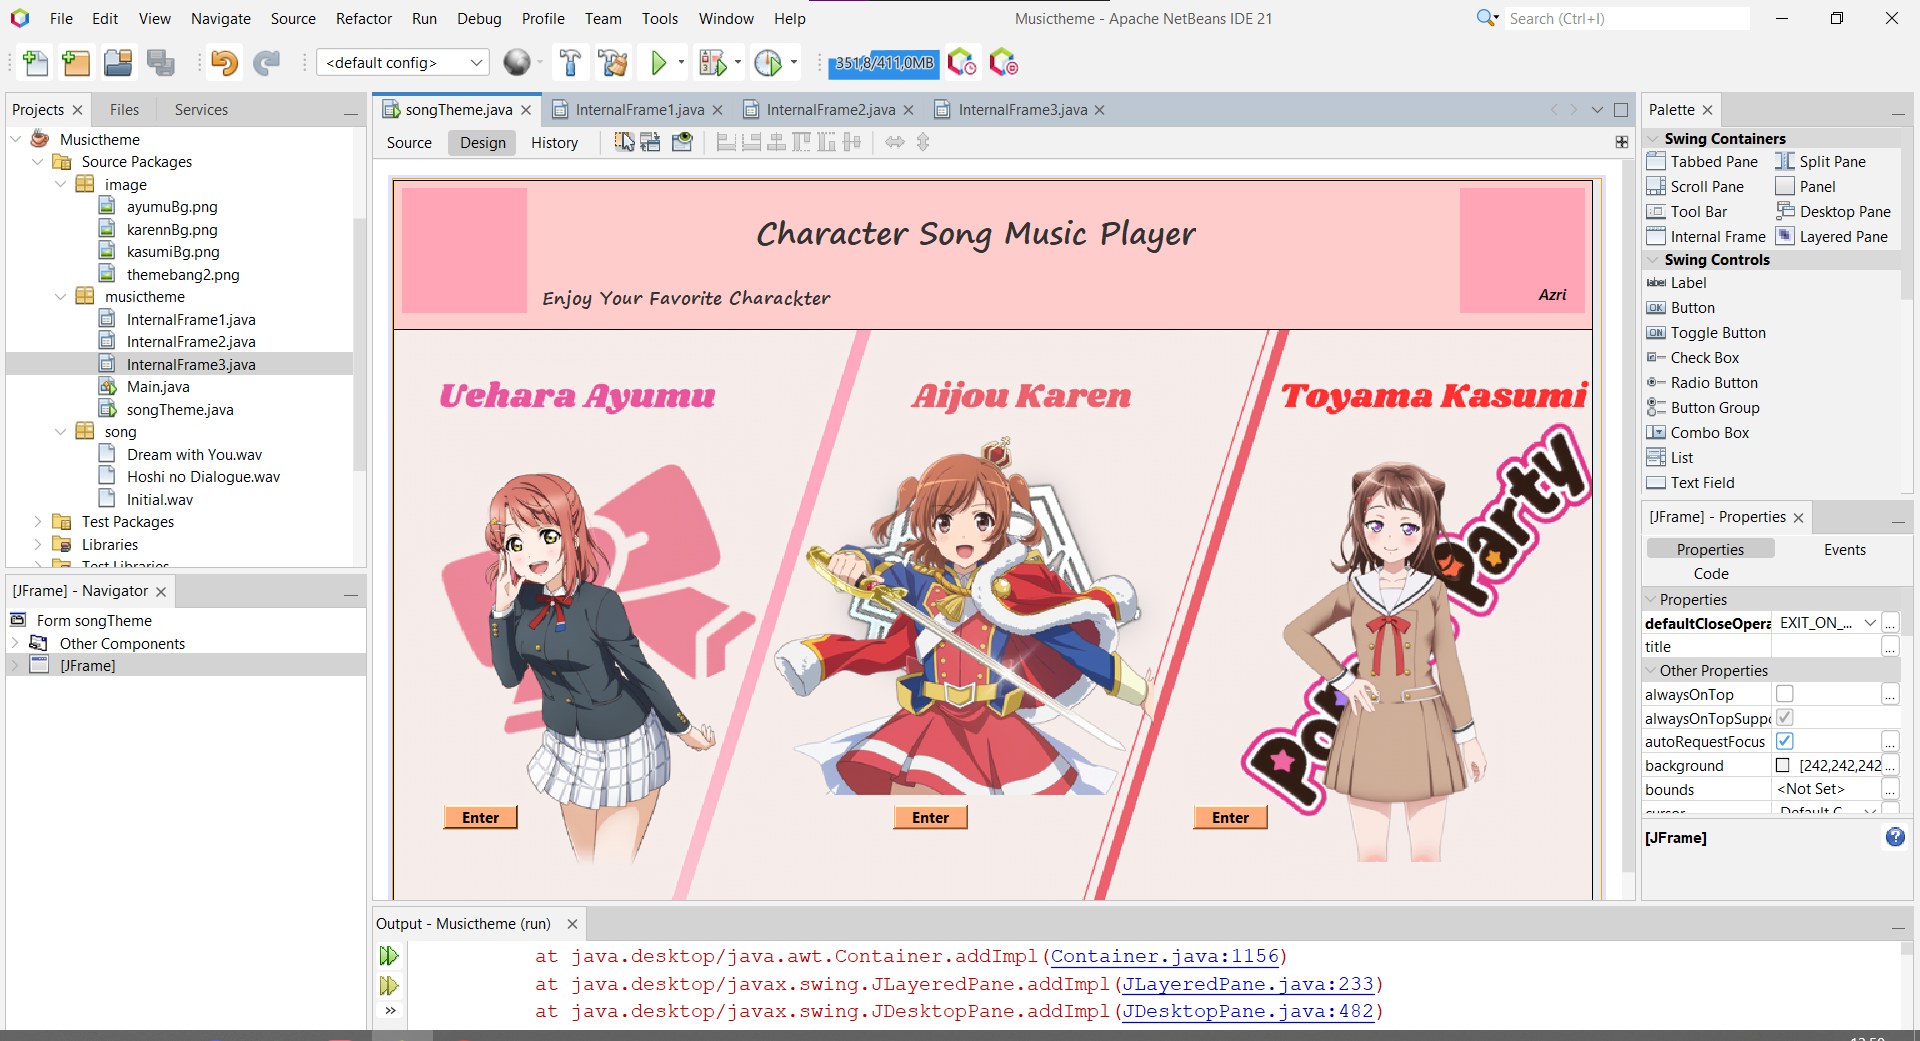 File Edit View Navigate Source Refactor Run Debug Profile Team Tools Window Help
Musictheme - Apache NetBeans IDE 21
Search (Ctrl+I)
<default config>
351,8/411,0MB
Projects
Files
Services
Musictheme
Source Packages
image
ayumuBg.png
karennBg.png
kasumiBg.png
themebang2.png
musictheme
InternalFrame1.java
InternalFrame2.java
InternalFrame3.java
Main.java
songTheme.java
song
Dream with You.wav
Hoshi no Dialogue.wav
Initial.wav
Test Packages
Libraries
Test Libraries
[JFrame] - Navigator
Form songTheme
Other Components
[JFrame]
songTheme.java
InternalFrame1.java
InternalFrame2.java
InternalFrame3.java
Source Design History
Character Song Music Player
Enjoy Your Favorite Charackter
Azri
Uehara Ayumu
Aijou Karen
Toyama Kasumi
Party
Enter
Enter
Enter
Output - Musictheme (run)
at java.desktop/java.awt.Container.addImpl(Container.java:1156)
at java.desktop/javax.swing.JLayeredPane.addImpl(JLayeredPane.java:233)
at java.desktop/javax.swing.JDesktopPane.addImpl(JDesktopPane.java:482)
Palette
Swing Containers
Tabbed Pane Split Pane
Scroll Pane Panel
Tool Bar Desktop Pane
Internal Frame Layered Pane
Swing Controls
label Label
OK Button
ON Toggle Button
Check Box
Radio Button
Button Group
Combo Box
List
Text Field
[JFrame] - Properties
Properties Events
Code
Properties
defaultCloseOpera EXIT_ON_... ...
title ...
Other Properties
alwaysOnTop ...
alwaysOnTopSuppo
autoRequestFocus ...
background [242,242,242 ...
bounds <Not Set> ...
[JFrame]